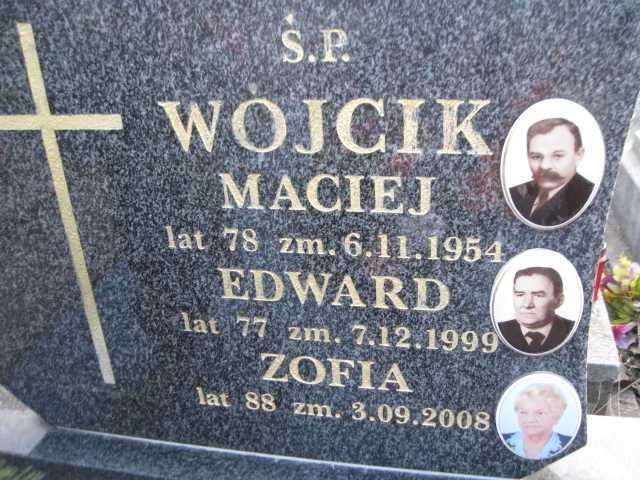 Ś.P.
WOJCIK
MACIEJ
lat 78 zm. 6.11.1954
EDWARD
lat 77 zm. 7.12.1999
ZOFIA
lat 88 zm. 3.09.2008